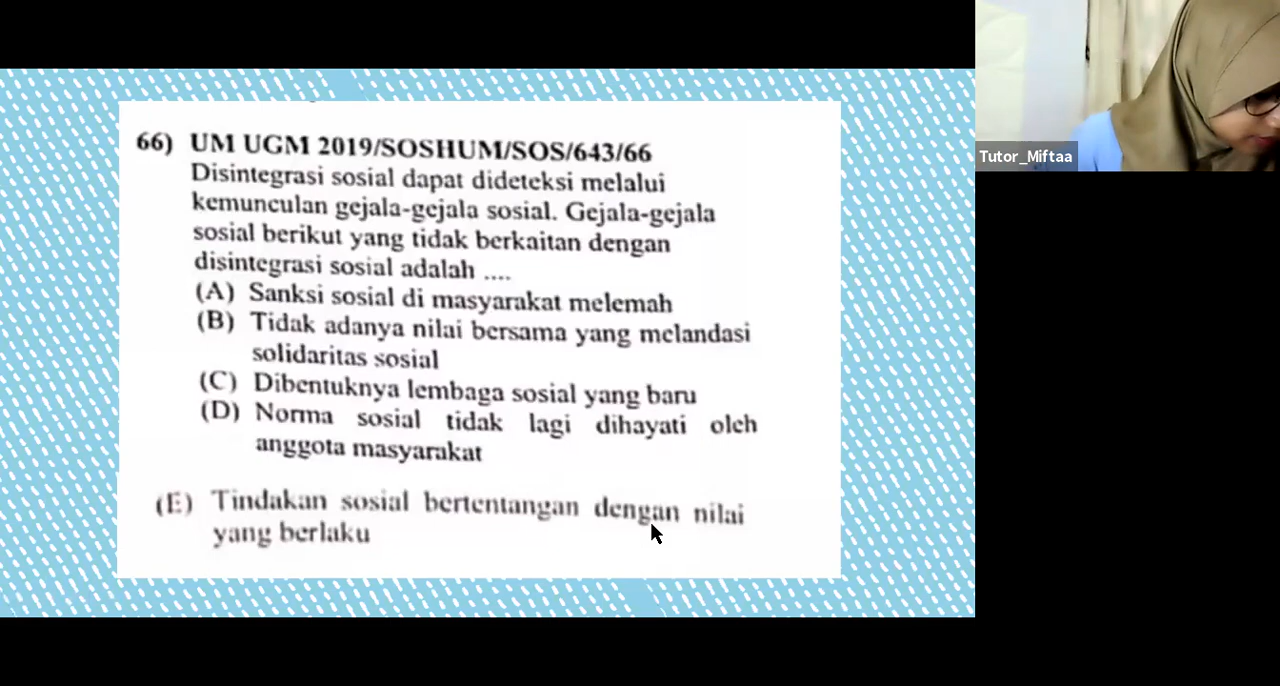 66) UM UGM 2019/SOSHUM/SOS/643/66
Disintegrasi sosial dapat dideteksi melalui
kemunculan gejala-gejala sosial. Gejala-gejala
sosial berikut yang tidak berkaitan dengan
disintegrasi sosial adalah ....
(A) Sanksi sosial di masyarakat melemah
(B) Tidak adanya nilai bersama yang melandasi
solidaritas sosial
(C) Dibentuknya lembaga sosial yang baru
(D) Norma sosial tidak lagi dihayati oleh
anggota masyarakat
(E) Tindakan sosial bertentangan dengan nilai
yang berlaku
Tutor_Miftaa